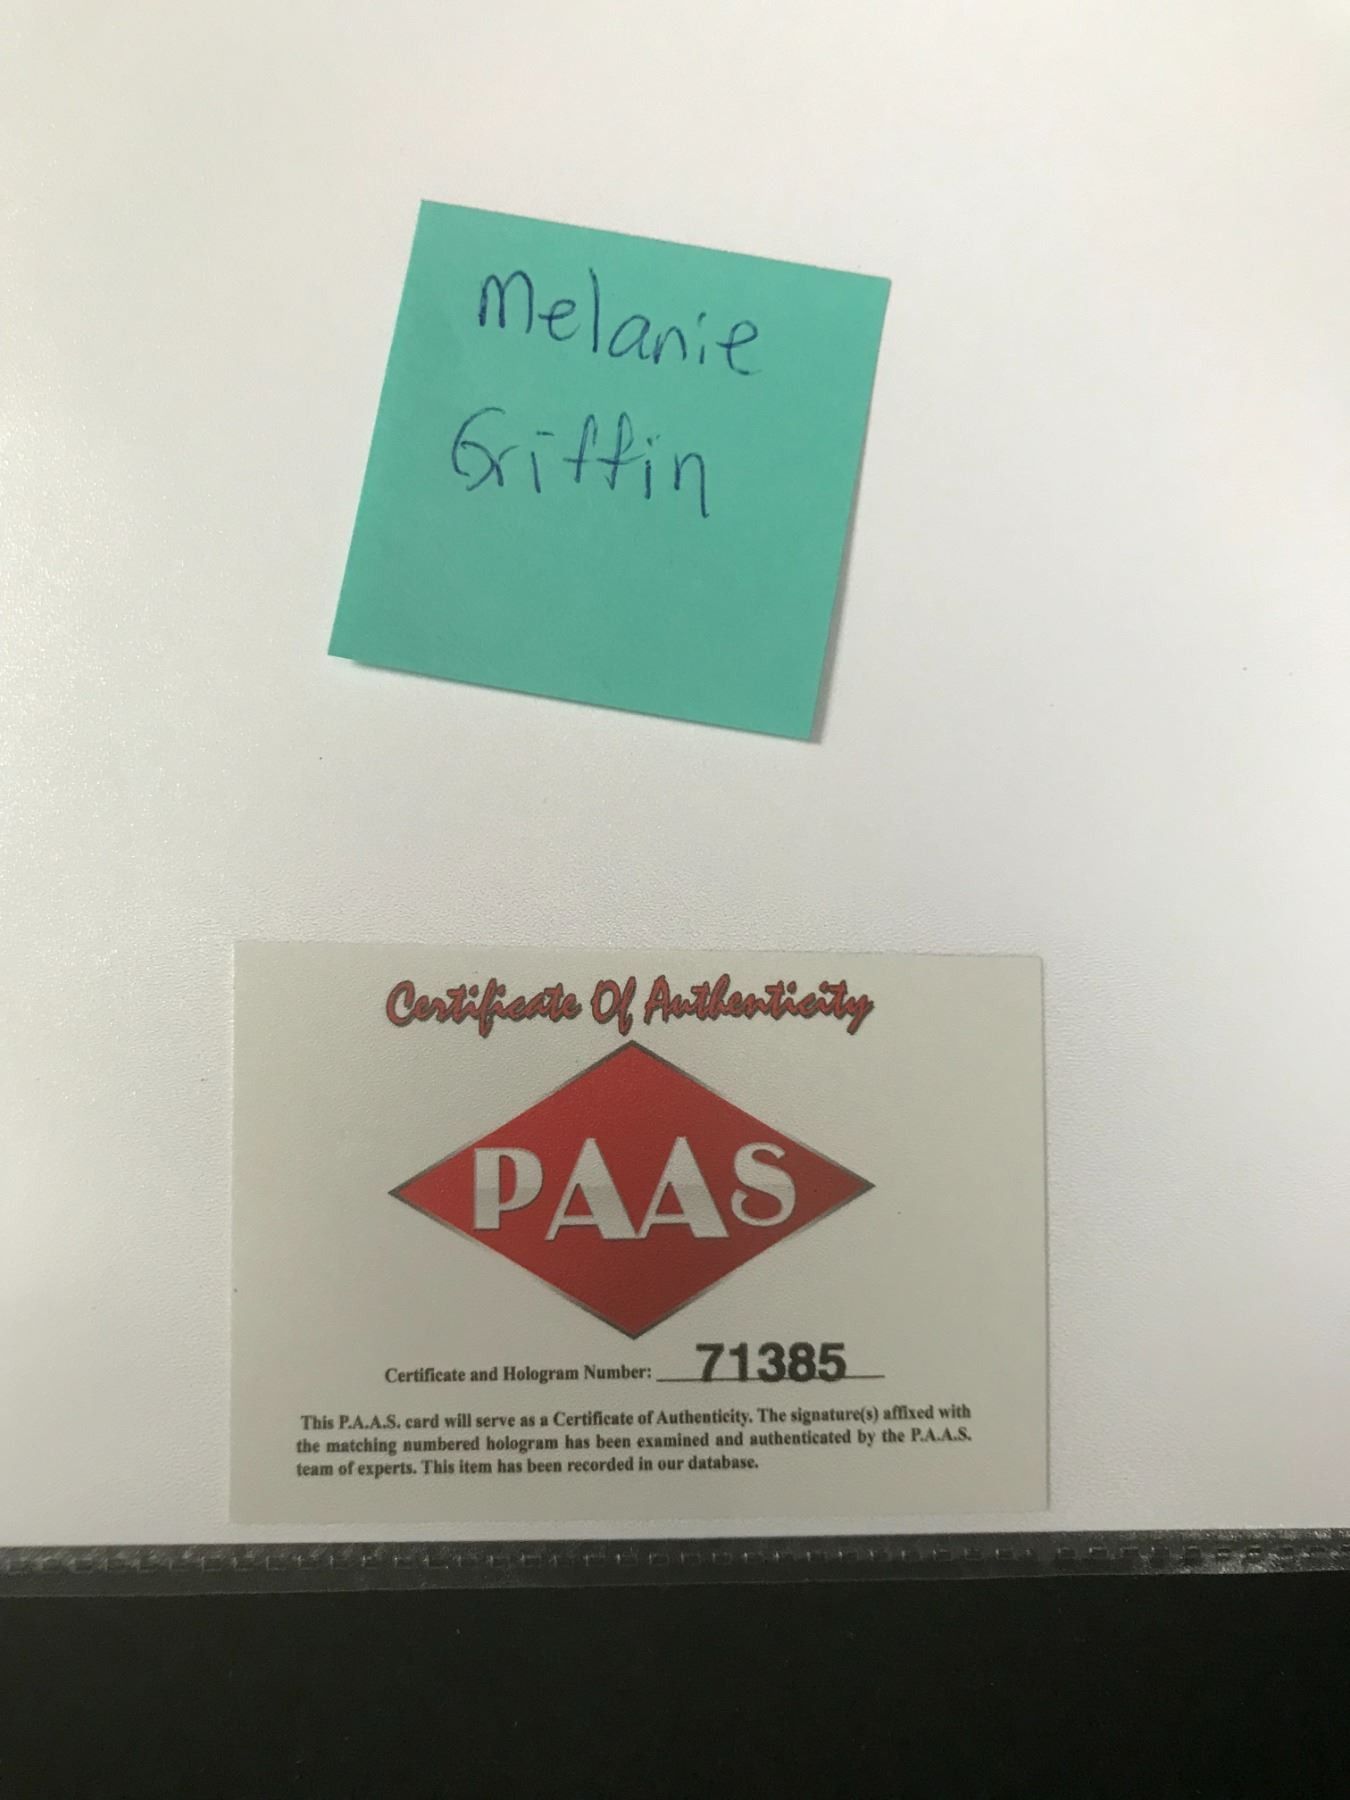 Melanie
Griffin
Certificate Of Authenticity
PAAS
Certificate and Hologram Number: 71385
This P.A.A.S. card will serve as a Certificate of Authenticity. The signature(s) affixed with
the matching numbered hologram has been examined and authenticated by the P.A.A.S.
team of experts. This item has been recorded in our database.